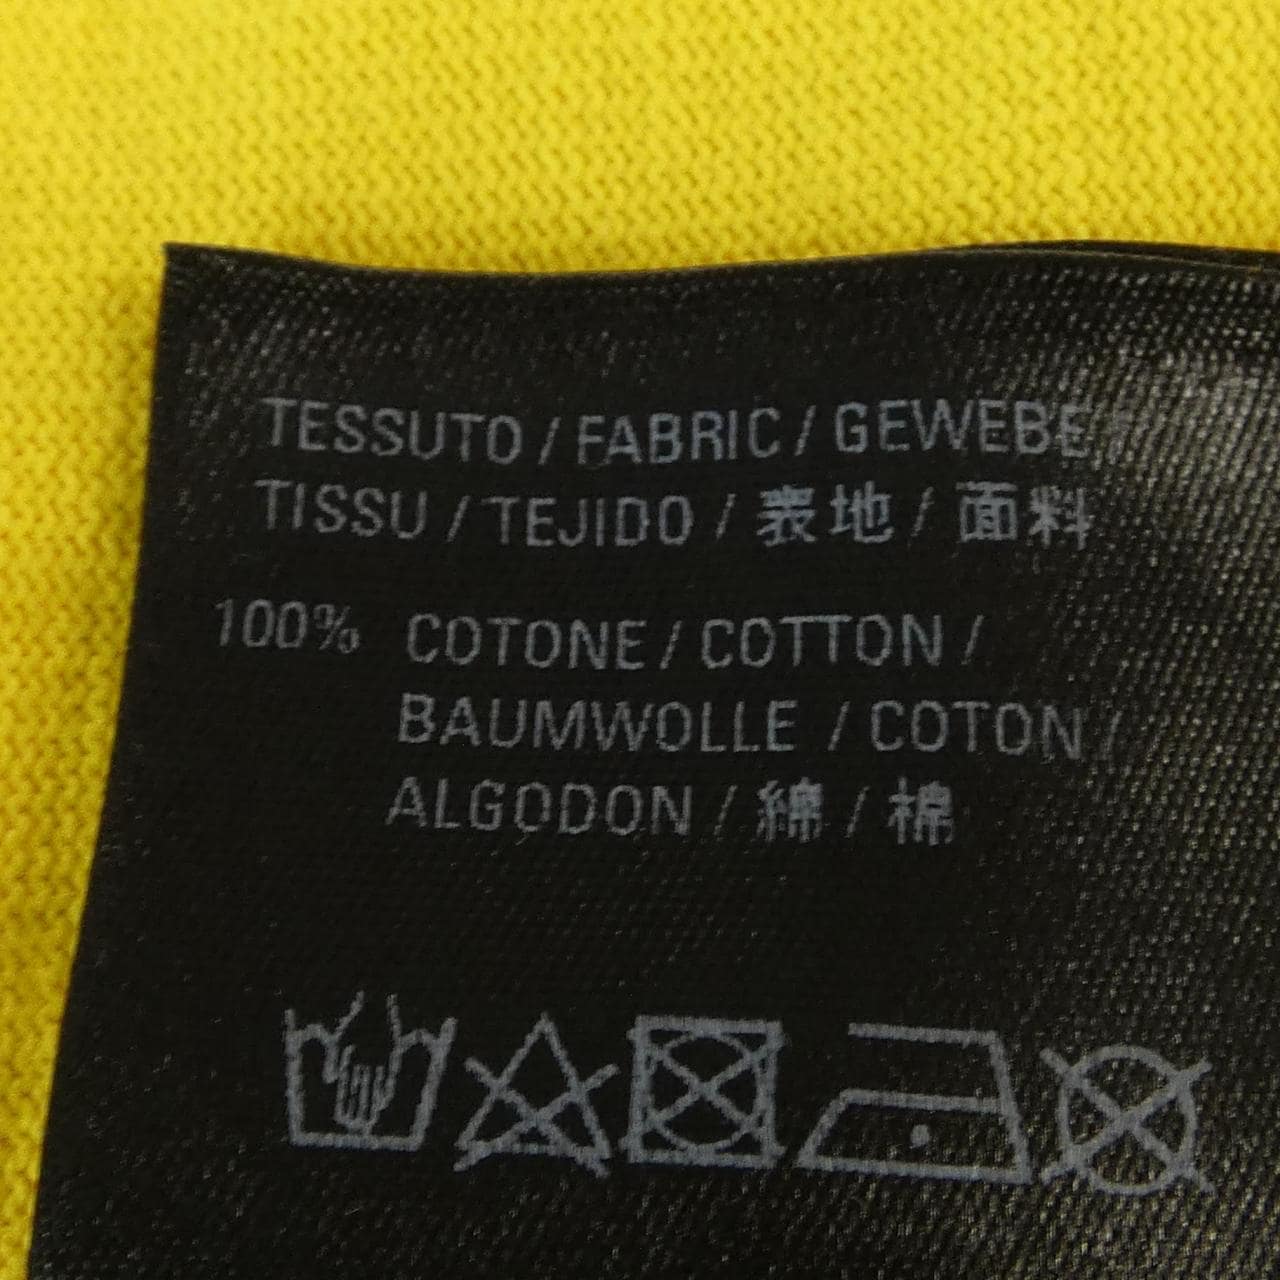 TESSUTO / FABRIC / GEWEBE /
TISSU / TEJIDO / 表地 / 面料
100% COTONE / COTTON /
BAUMWOLLE / COTON /
ALGODON / 綿 / 棉